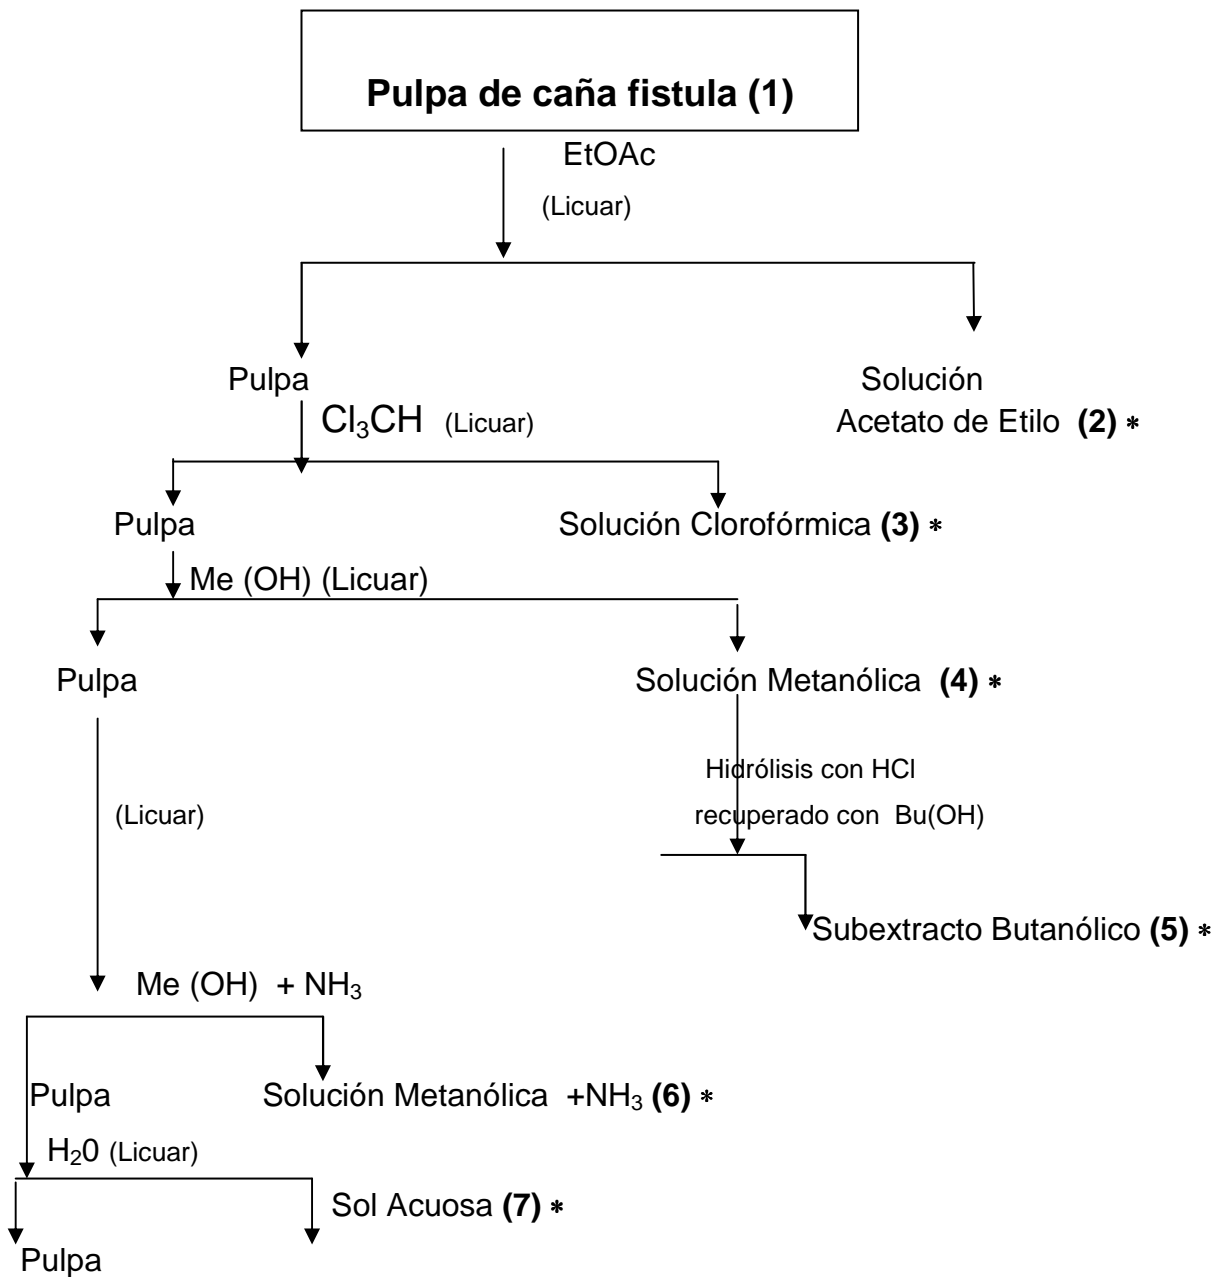 Pulpa de caña fistula (1)
EtOAc
(Licuar)
Pulpa
Solución
Acetato de Etilo (2) *
Cl₃CH (Licuar)
Pulpa
Solución Clorofórmica (3) *
Me (OH) (Licuar)
Pulpa
Solución Metanólica (4) *
Hidrólisis con HCl
(Licuar)
recuperado con Bu(OH)
Subextracto Butanólico (5) *
Me (OH) + NH₃
Pulpa
Solución Metanólica +NH₃ (6) *
H₂0 (Licuar)
Sol Acuosa (7) *
Pulpa